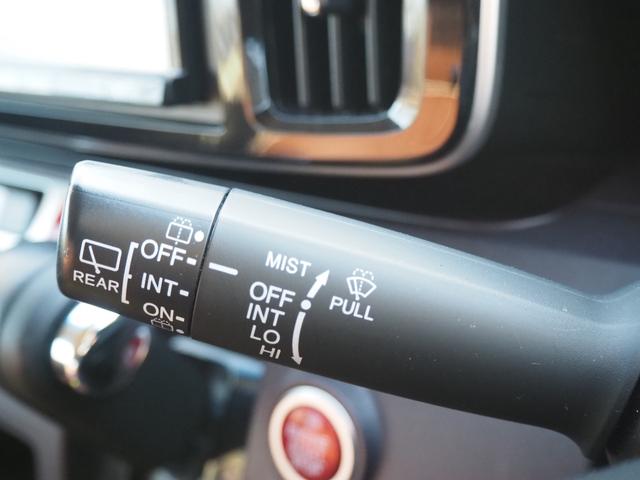 REAR
OFF
INT
ON
MIST
OFF
INT
LO
HI
PULL